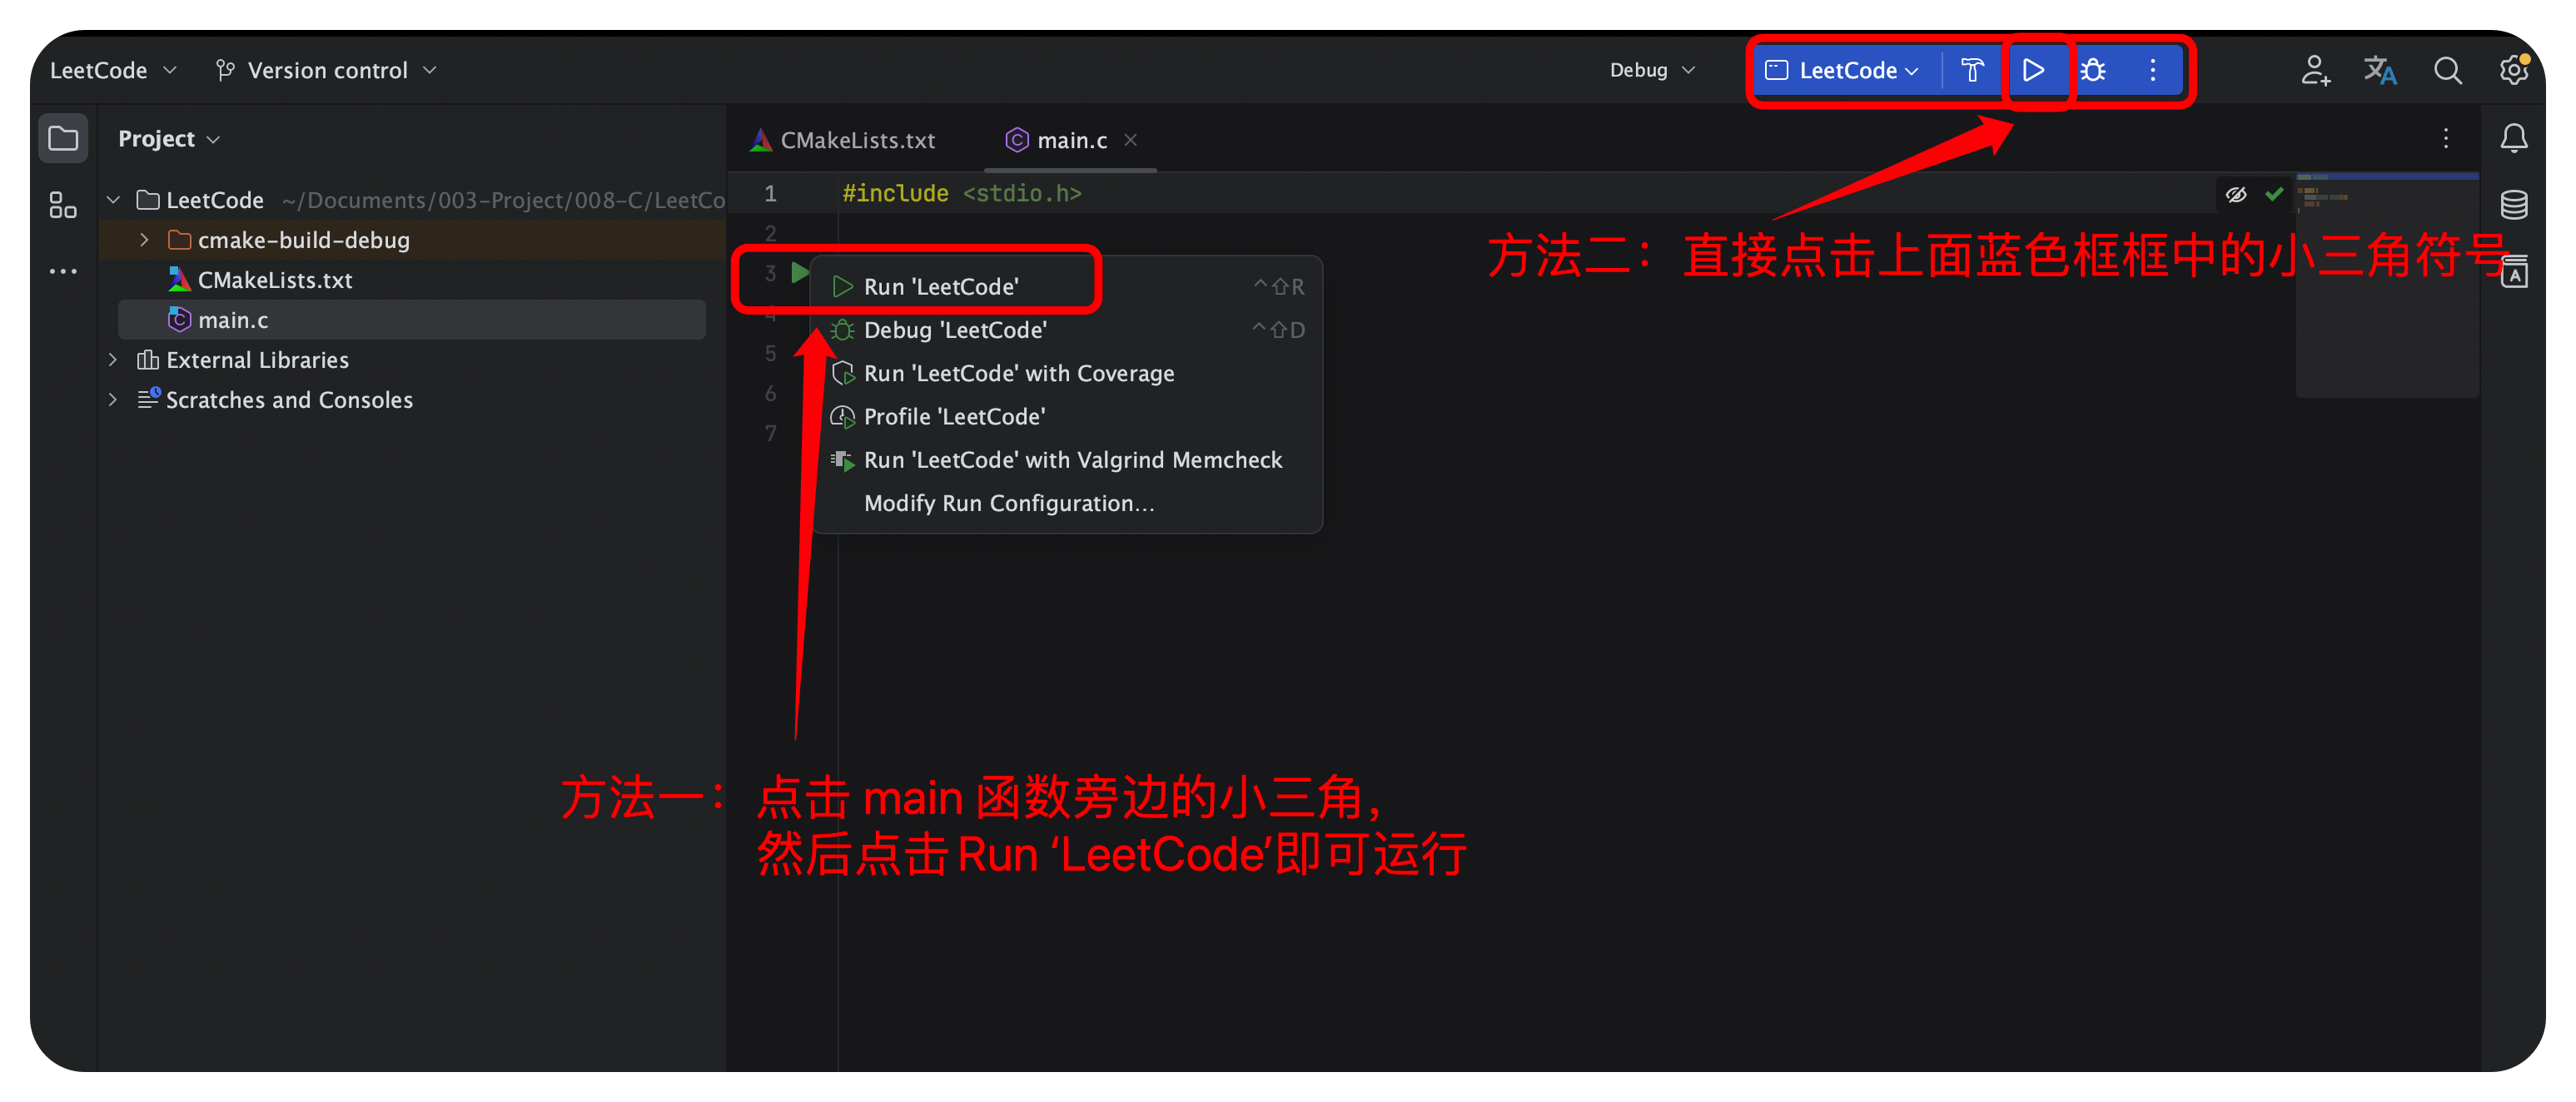 LeetCode
Version control
Debug
LeetCode
Project
CMakeLists.txt
main.c
LeetCode ~/Documents/003-Project/008-C/LeetCo
cmake-build-debug
CMakeLists.txt
main.c
External Libraries
Scratches and Consoles
1 #include <stdio.h>
2
3
4
5
6
7
Run 'LeetCode' ^⇧R
Debug 'LeetCode' ^⇧D
Run 'LeetCode' with Coverage
Profile 'LeetCode'
Run 'LeetCode' with Valgrind Memcheck
Modify Run Configuration...
方法二：直接点击上面蓝色框框中的小三角符号
方法一：点击 main 函数旁边的小三角，
然后点击 Run ‘LeetCode‘即可运行